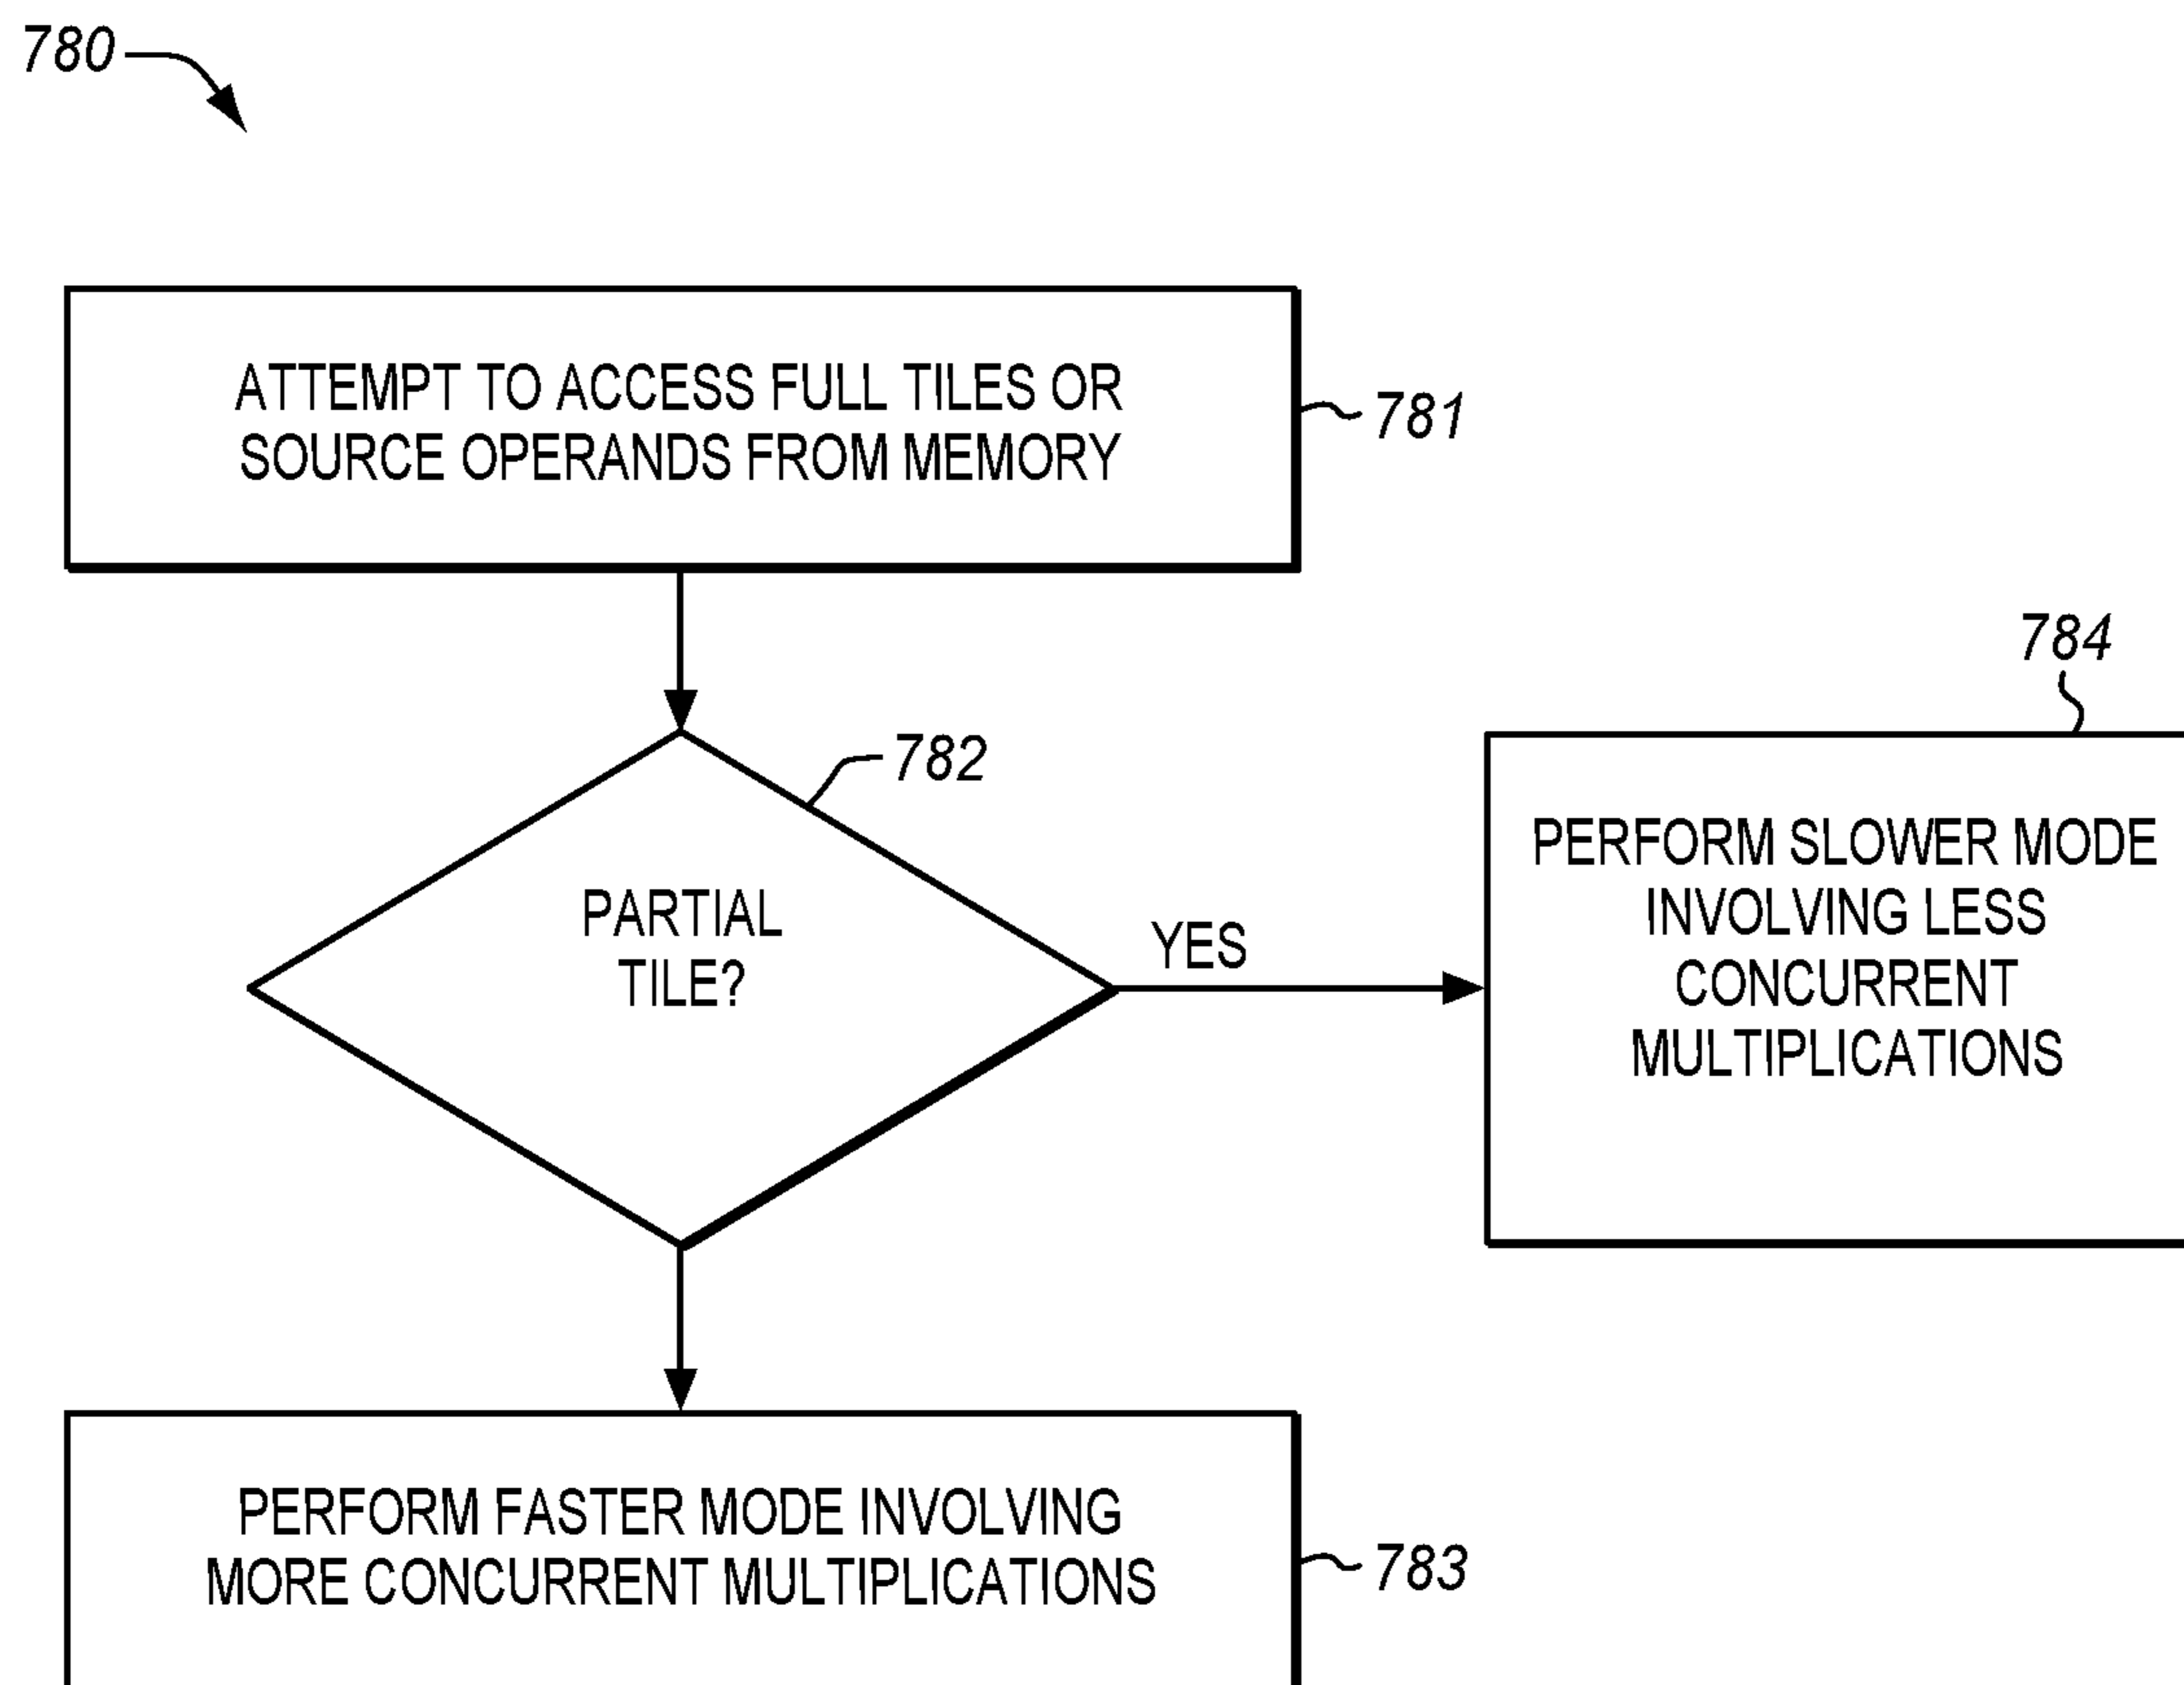 780
ATTEMPT TO ACCESS FULL TILES OR
SOURCE OPERANDS FROM MEMORY
781
782
PARTIAL
TILE?
YES
784
PERFORM SLOWER MODE
INVOLVING LESS
CONCURRENT
MULTIPLICATIONS
PERFORM FASTER MODE INVOLVING
MORE CONCURRENT MULTIPLICATIONS
783